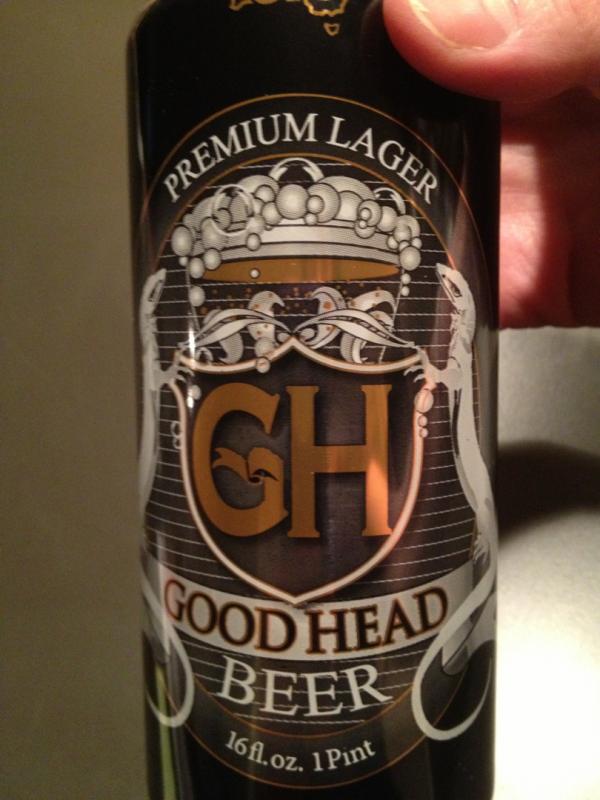 PREMIUM LAGER
GH
GOOD HEAD
BEER
16 fl. oz. 1 Pint